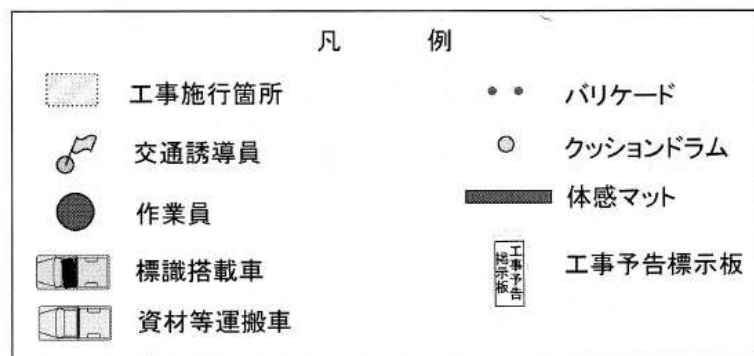 凡 例
工事施行箇所
交通誘導員
作業員
標識搭載車
資材等運搬車
バリケード
クッションドラム
体感マット
工事予告
掲示板
工事予告標示板